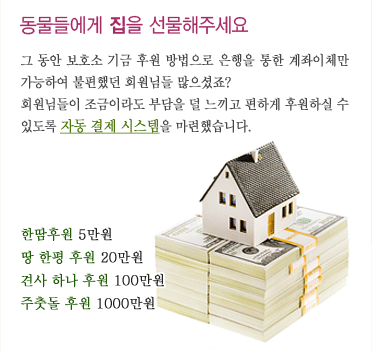 동물들에게 집을 선물해주세요
그 동안 보호소 기금 후원 방법으로 은행을 통한 계좌이체만
가능하여 불편했던 회원님들 많으셨죠?
회원님들이 조금이라도 부담을 덜 느끼고 편하게 후원하실 수
있도록 자동 결제 시스템을 마련했습니다.
한땀후원 5만원
땅 한평 후원 20만원
견사 하나 후원 100만원
주춧돌 후원 1000만원